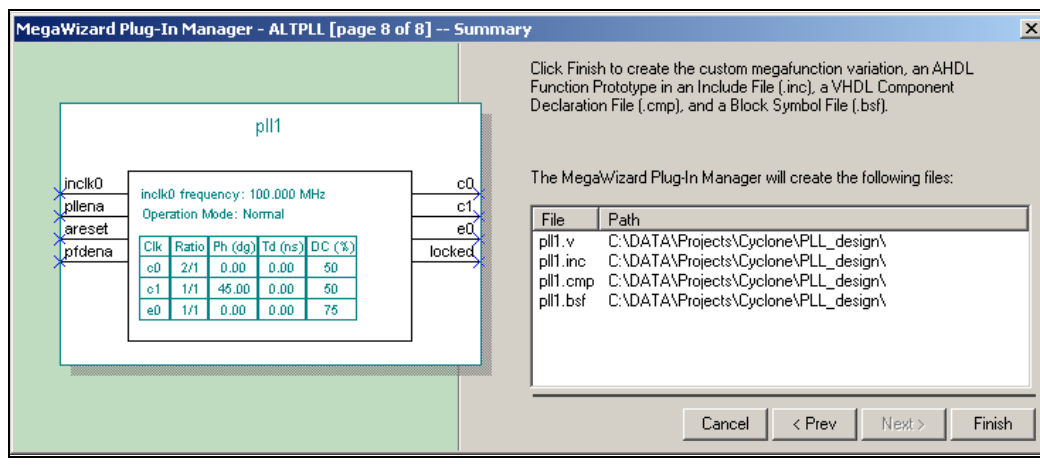 MegaWizard Plug-In Manager - ALTPLL [page 8 of 8] -- Summary
pll1
inclk0
pllena
areset
pfdena
c0
c1
e0
locked
inclk0 frequency: 100.000 MHz
Operation Mode: Normal
Clk Ratio Ph (dg) Td (ns) DC (%)
c0 2/1 0.00 0.00 50
c1 1/1 45.00 0.00 50
e0 1/1 0.00 0.00 75
Click Finish to create the custom megafunction variation, an AHDL
Function Prototype in an Include File (.inc), a VHDL Component
Declaration File (.cmp), and a Block Symbol File (.bsf).
The MegaWizard Plug-In Manager will create the following files:
File Path
pll1.v C:\DATA\Projects\Cyclone\PLL_design\
pll1.inc C:\DATA\Projects\Cyclone\PLL_design\
pll1.cmp C:\DATA\Projects\Cyclone\PLL_design\
pll1.bsf C:\DATA\Projects\Cyclone\PLL_design\
Cancel < Prev Next > Finish